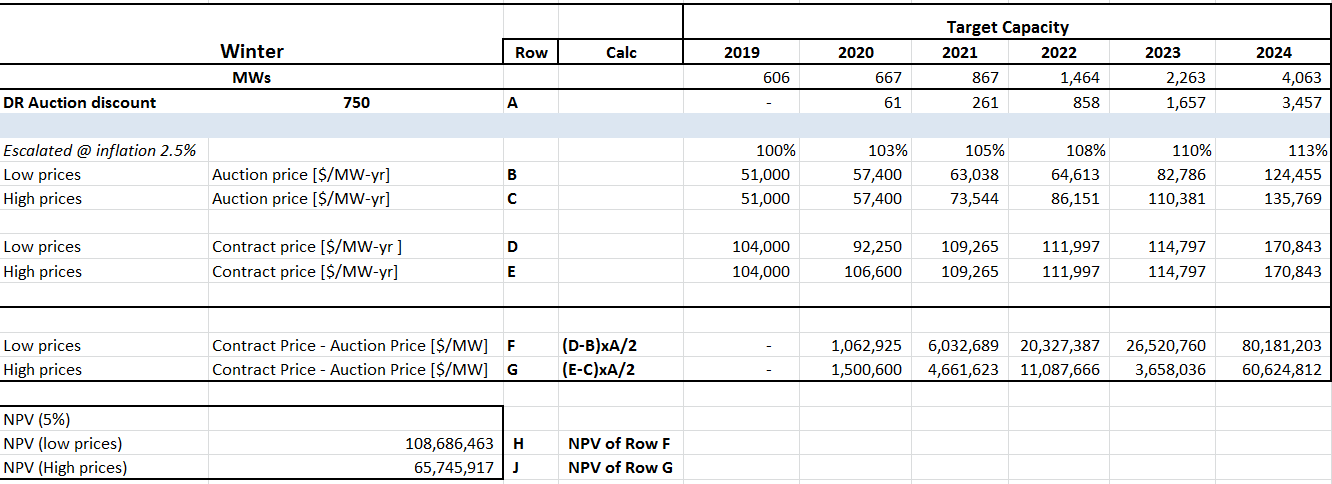 Target Capacity
Winter Row Calc 2019 2020 2021 2022 2023 2024
MWs 606 667 867 1,464 2,263 4,063
DR Auction discount 750 A - 61 261 858 1,657 3,457
Escalated @ inflation 2.5% 100% 103% 105% 108% 110% 113%
Low prices Auction price [$/MW-yr] B 51,000 57,400 63,038 64,613 82,786 124,455
High prices Auction price [$/MW-yr] C 51,000 57,400 73,544 86,151 110,381 135,769
Low prices Contract price [$/MW-yr ] D 104,000 92,250 109,265 111,997 114,797 170,843
High prices Contract price [$/MW-yr] E 104,000 106,600 109,265 111,997 114,797 170,843
Low prices Contract Price - Auction Price [$/MW] F (D-B)xA/2 - 1,062,925 6,032,689 20,327,387 26,520,760 80,181,203
High prices Contract Price - Auction Price [$/MW] G (E-C)xA/2 - 1,500,600 4,661,623 11,087,666 3,658,036 60,624,812
NPV (5%)
NPV (low prices) 108,686,463 H NPV of Row F
NPV (High prices) 65,745,917 J NPV of Row G